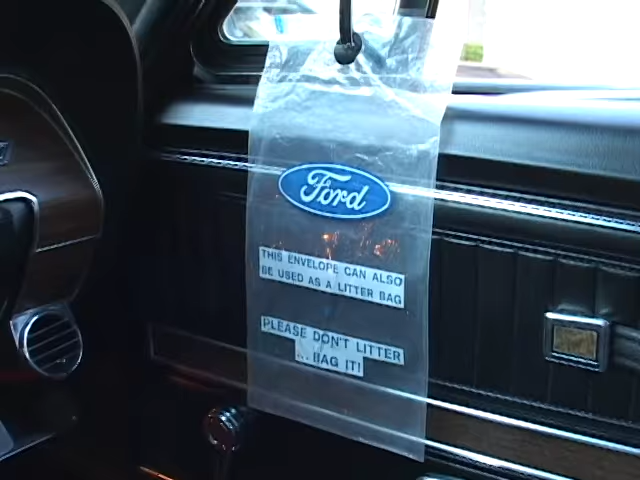 Ford
THIS ENVELOPE CAN ALSO
BE USED AS A LITTER BAG
PLEASE DON'T LITTER
...BAG IT!